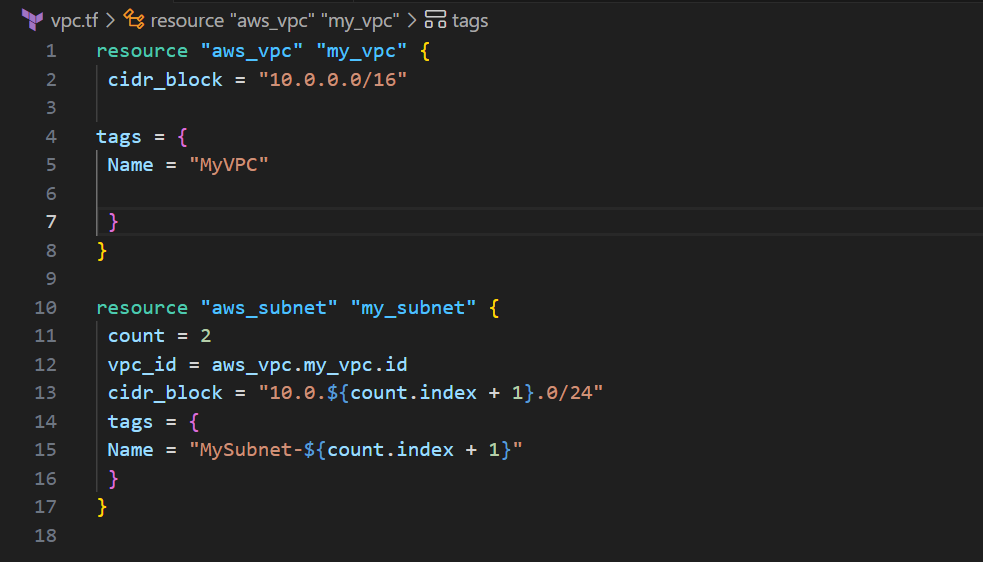 vpc.tf > resource "aws_vpc" "my_vpc" > tags
1 resource "aws_vpc" "my_vpc" {
2 cidr_block = "10.0.0.0/16"
3
4 tags = {
5 Name = "MyVPC"
6
7 }
8 }
9
10 resource "aws_subnet" "my_subnet" {
11 count = 2
12 vpc_id = aws_vpc.my_vpc.id
13 cidr_block = "10.0.${count.index + 1}.0/24"
14 tags = {
15 Name = "MySubnet-${count.index + 1}"
16 }
17 }
18